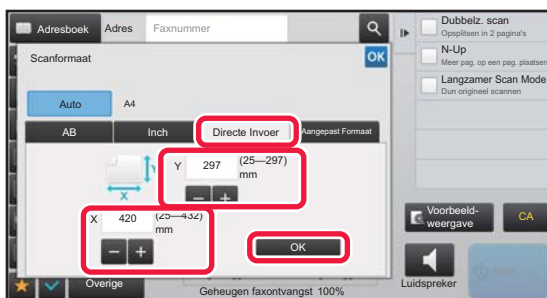 Adresboek
Adres
Faxnummer
Scanformaat
OK
Auto
A4
AB
Inch
Directe Invoer
Aangepast Formaat
Y
Y 297 (25—297)
mm
X
X 420 (25—432)
mm
OK
Overige
Geheugen faxontvangst 100%
Dubbelz. scan
Opsplitsen in 2 pagina's
N-Up
Meer pag. op een pag. plaatsen
Langzamer Scan Mode
Dun origineel scannen
Voorbeeld-
weergave
CA
Luidspreker
Start